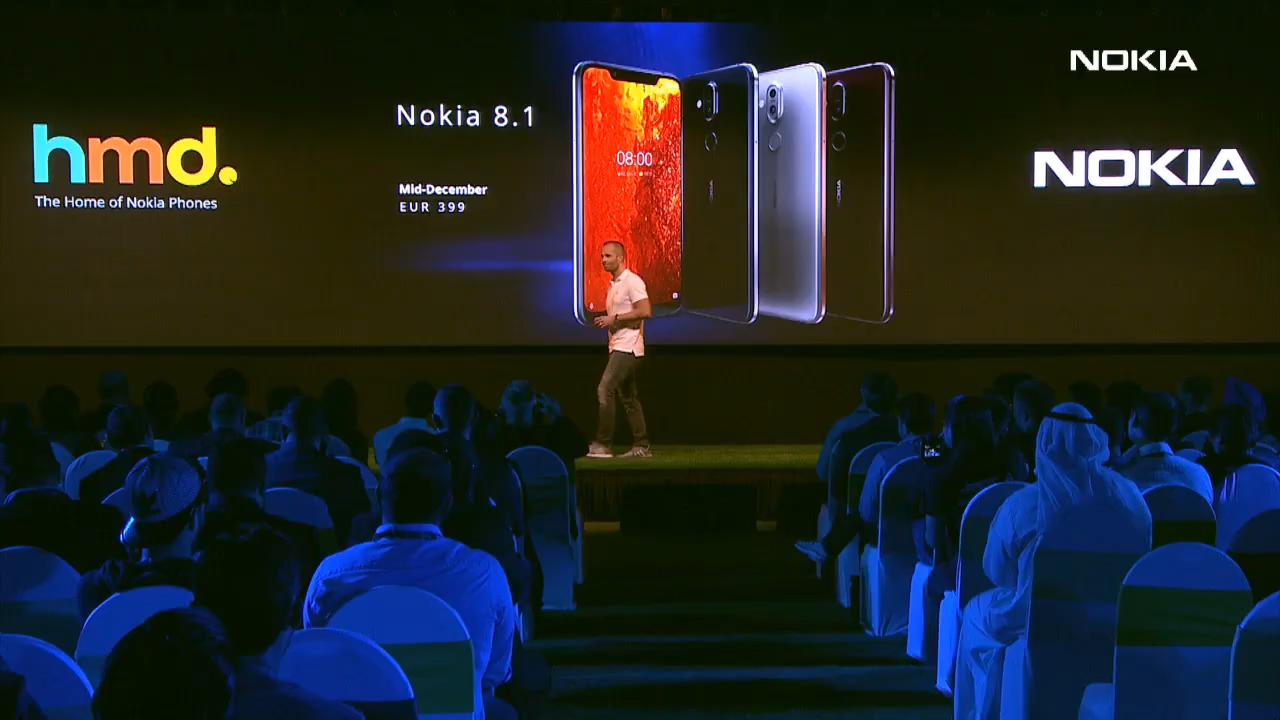 NOKIA
hmd.
The Home of Nokia Phones
Nokia 8.1
Mid-December
EUR 399
08:00
NOKIA